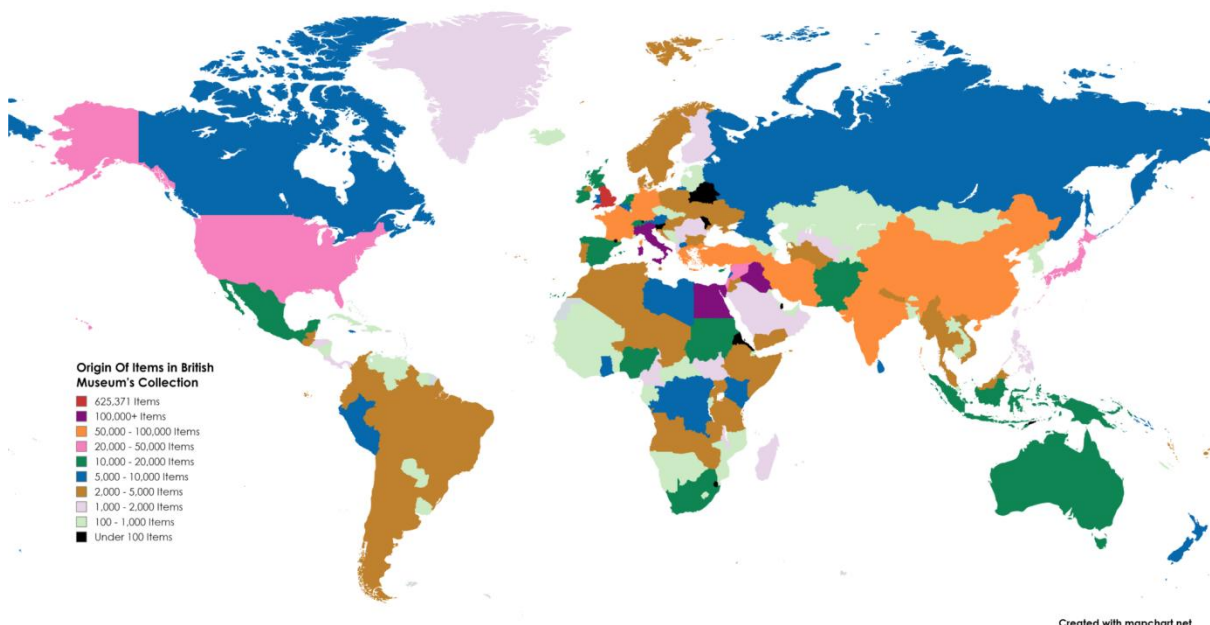 Origin Of Items in British
Museum's Collection
625,371 Items
100,000+ Items
50,000 - 100,000 Items
20,000 - 50,000 Items
10,000 - 20,000 Items
5,000 - 10,000 Items
2,000 - 5,000 Items
1,000 - 2,000 Items
100 - 1,000 Items
Under 100 Items
Created with mapchart.net